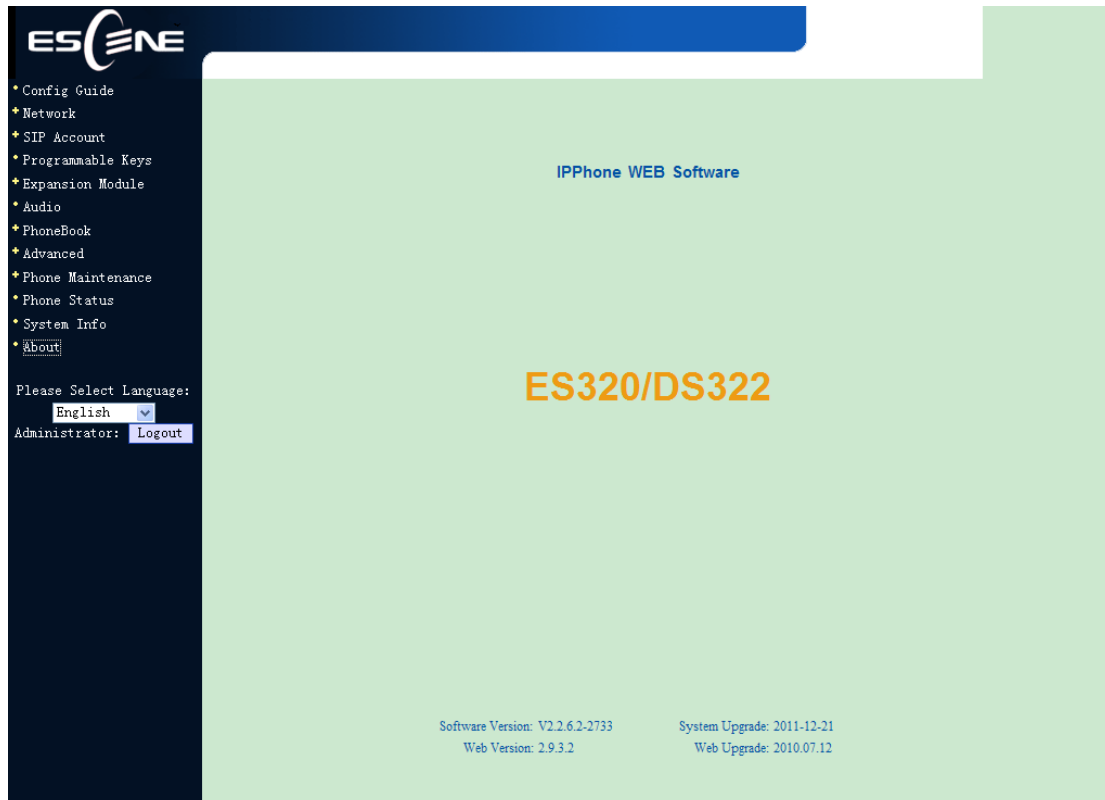 ESCENE
Config Guide
Network
SIP Account
Programmable Keys
Expansion Module
Audio
PhoneBook
Advanced
Phone Maintenance
Phone Status
System Info
About
Please Select Language:
English
Administrator: Logout
IPPhone WEB Software
ES320/DS322
Software Version: V2.2.6.2-2733 System Upgrade: 2011-12-21
Web Version: 2.9.3.2 Web Upgrade: 2010.07.12